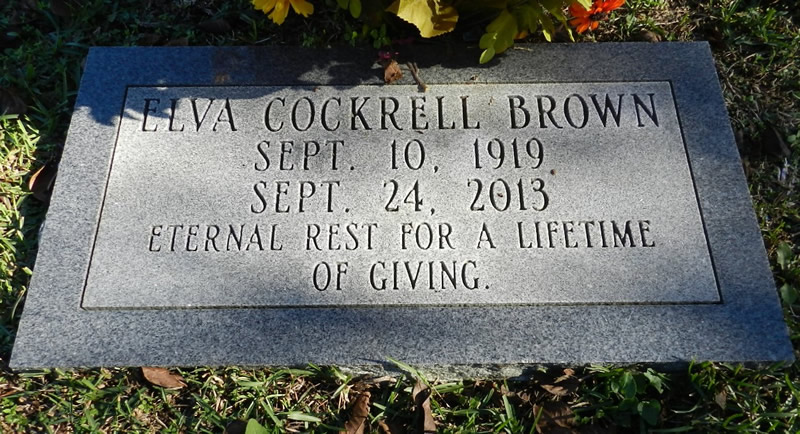 ELVA COCKRELL BROWN
SEPT. 10, 1919
SEPT. 24, 2013
ETERNAL REST FOR A LIFETIME
OF GIVING.